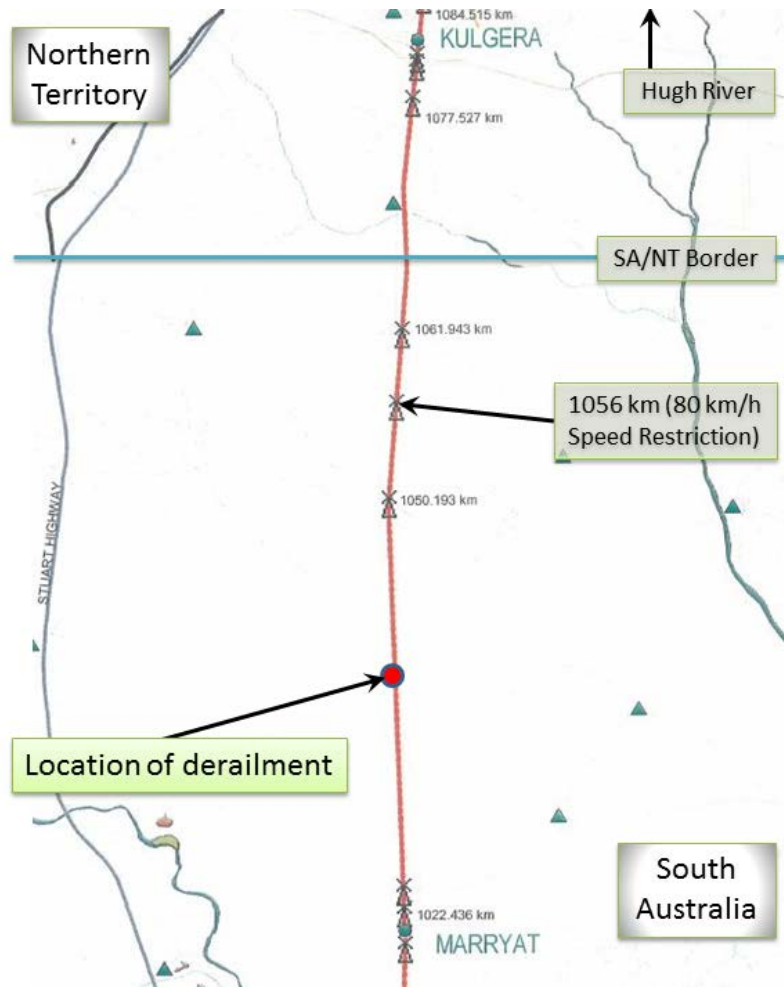 1084.515 km
KULGERA
Northern
Territory
Hugh River
1077.527 km
SA/NT Border
1061.943 km
1056 km (80 km/h
Speed Restriction)
1050.193 km
STUART HIGHWAY
Location of derailment
1022.436 km
MARRYAT
South
Australia